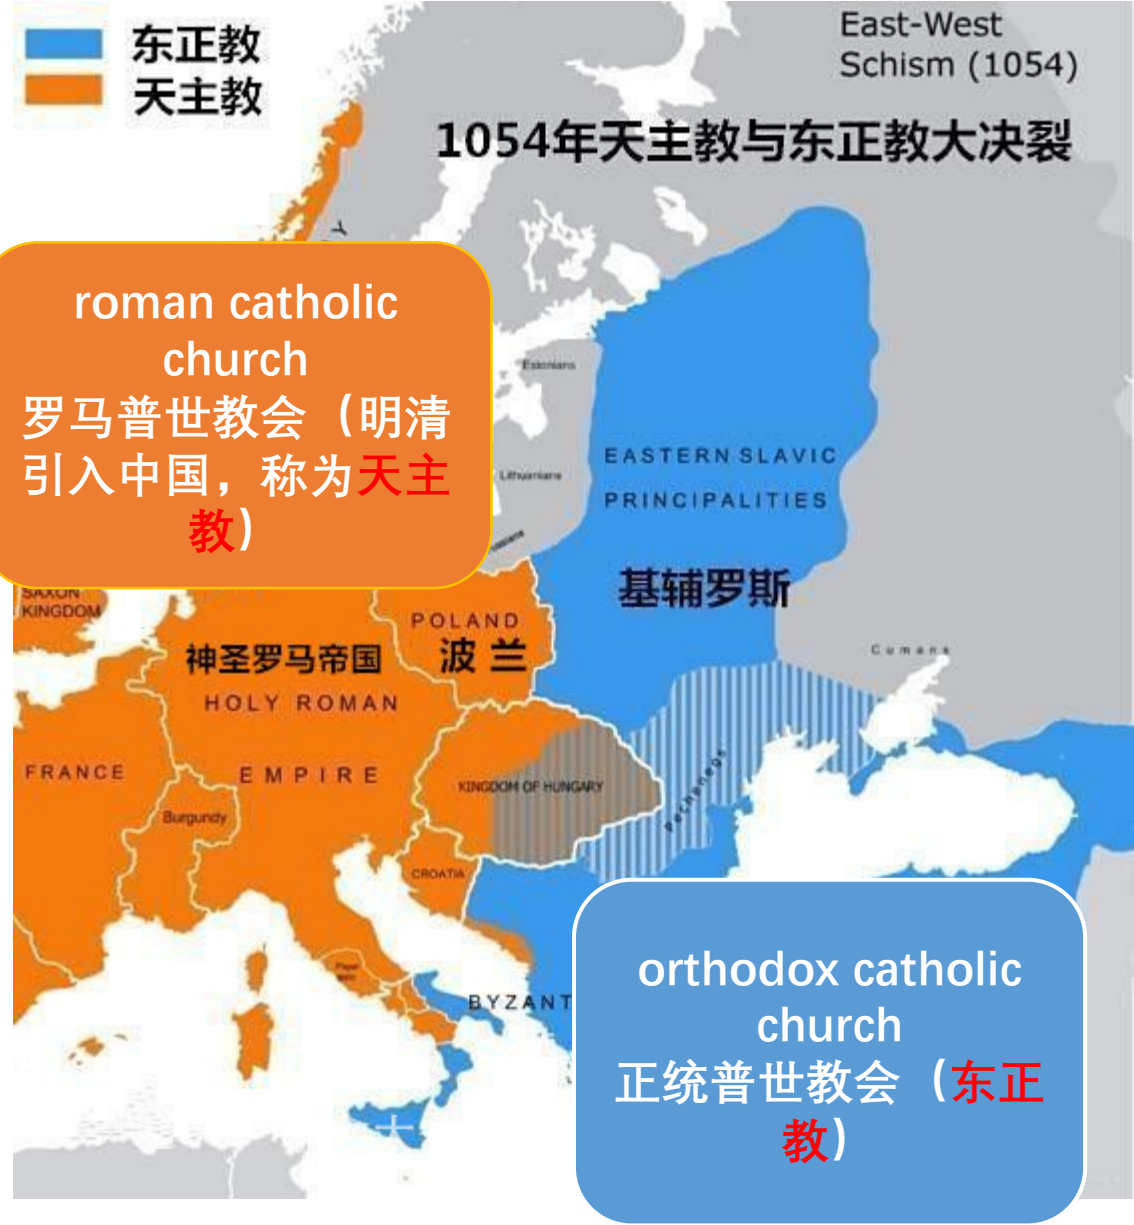 东正教
天主教
East-West
Schism (1054)
1054年天主教与东正教大决裂
roman catholic
church
罗马普世教会（明清
引入中国，称为天主
教）
Estonians
Lithuanians
EASTERN SLAVIC
PRINCIPALITIES
基辅罗斯
SAXON
KINGDOM
POLAND
波兰
神圣罗马帝国
HOLY ROMAN
EMPIRE
Cumans
FRANCE
KINGDOM OF HUNGARY
Pechenegs
Burgundy
CROATIA
BYZANT
orthodox catholic
church
正统普世教会（东正
教）